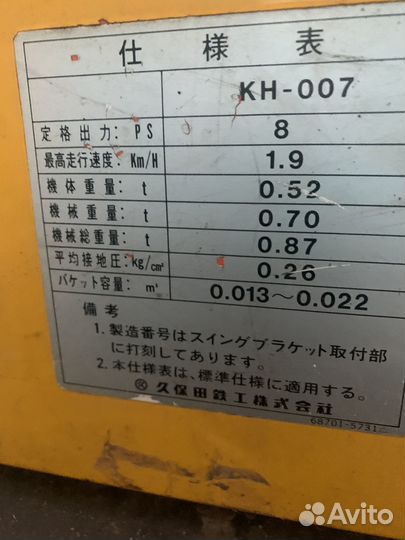 仕様表
KH-007
定格出力: PS 8
最高走行速度: Km/H 1.9
機体重量: t 0.52
機械重量: t 0.70
機械総重量: t 0.87
平均接地圧: kg/cm² 0.26
バケット容量: m³ 0.013〜0.022
備考
1. 製造番号はスイングブラケット取付部
に打刻してあります。
2. 本仕様表は、標準仕様に適用する。
久保田鉄工株式会社
68701-5731
Avito